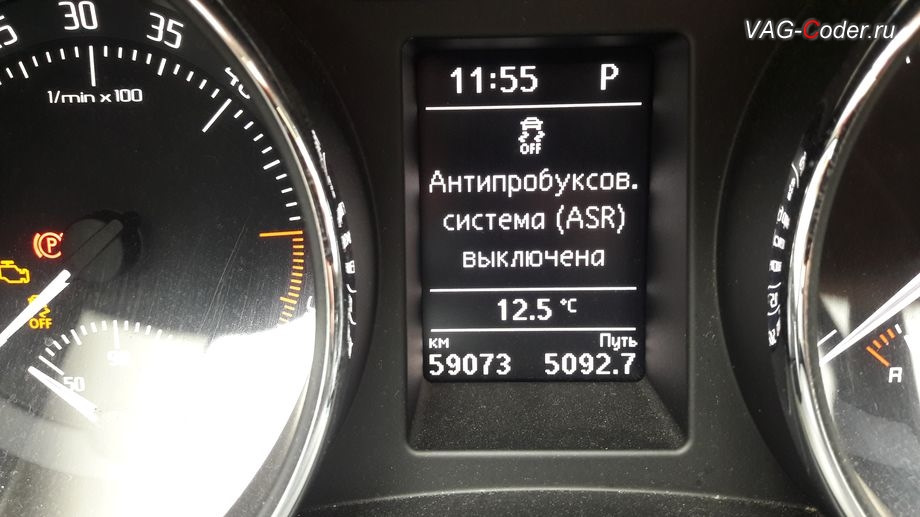 VAG-Coder.ru
30
35
1/min x 100
11:55 P
OFF
Антипробуксов.
система (ASR)
выключена
12.5 °C
км Путь
59073 5092.7
P
OFF
50
90
R